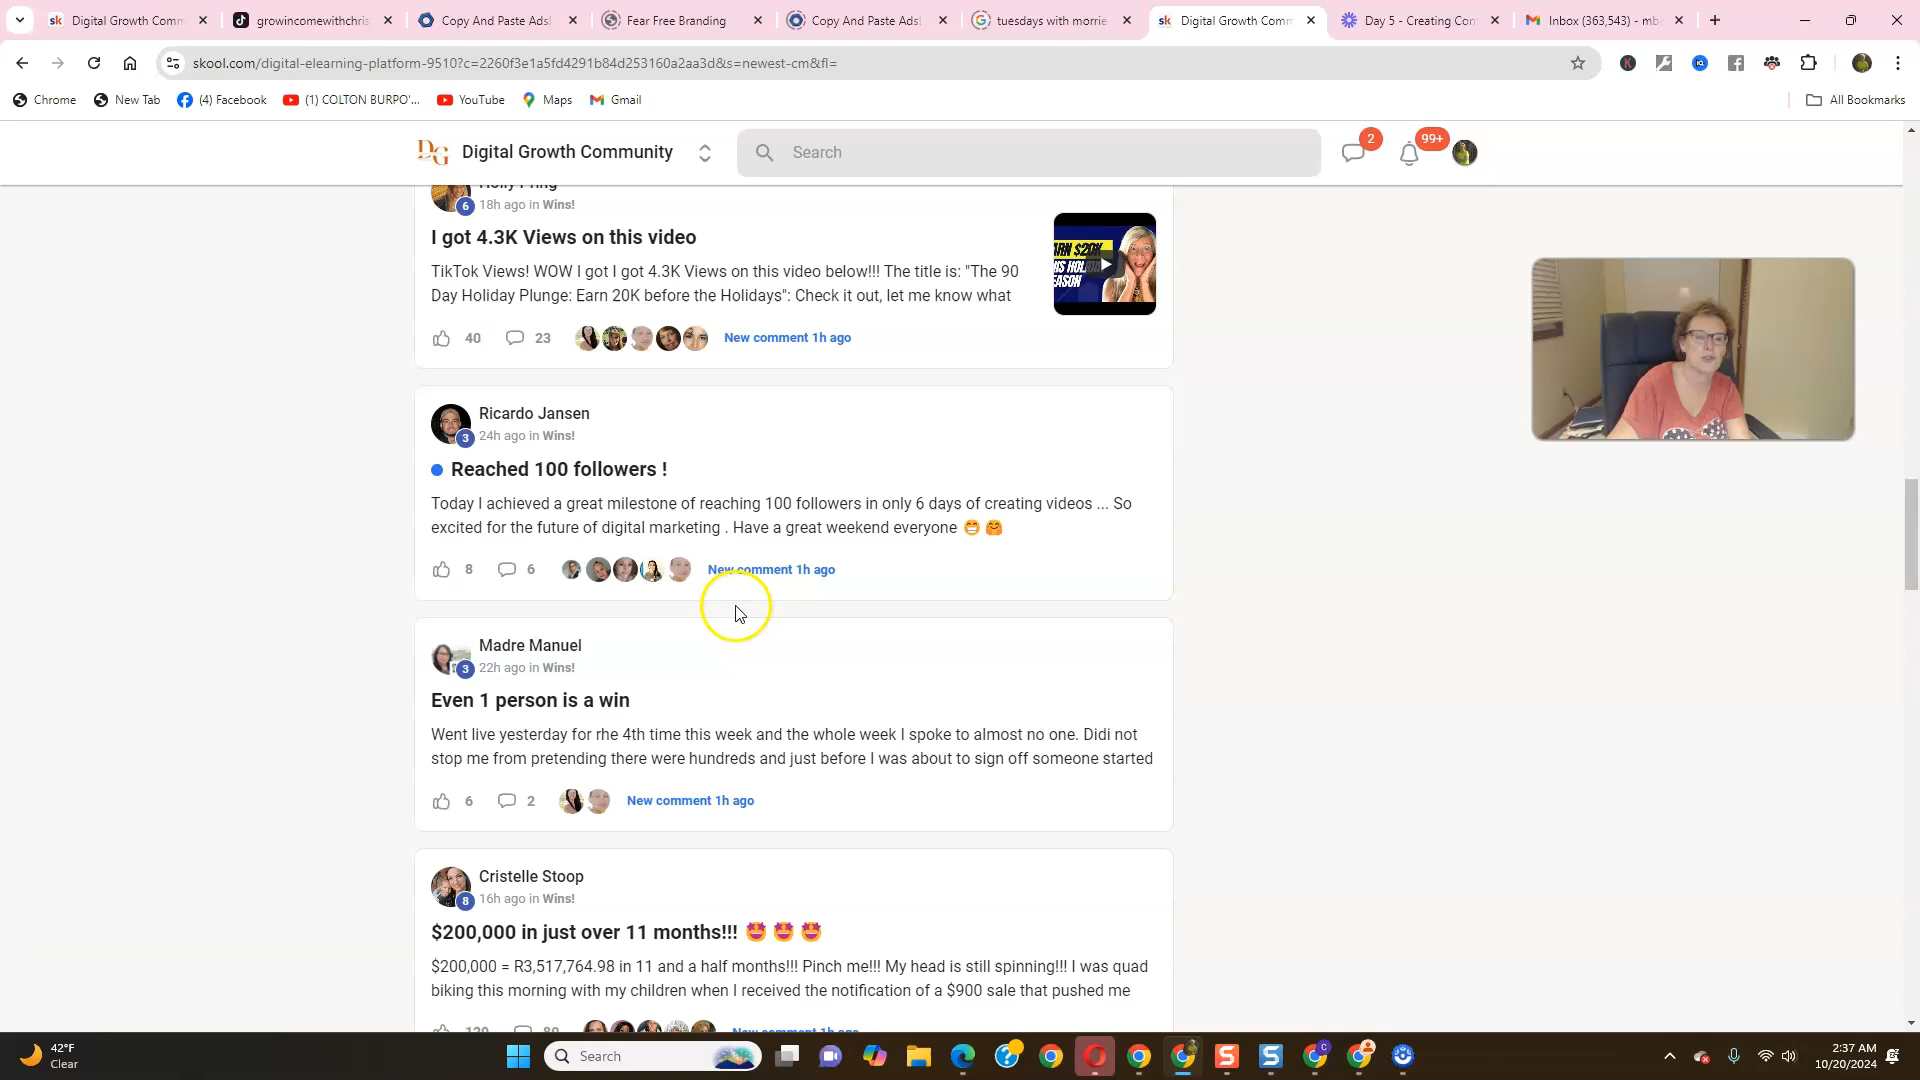 Digital Growth Comm
growincomewithchris
Copy And Paste Ads!
Fear Free Branding
Copy And Paste Ads!
tuesdays with morrie
Digital Growth Comm
Day 5 - Creating Con
Inbox (363,543) - mb
skool.com/digital-elearning-platform-9510?c=2260f3e1a5fd4291b84d253160a2aa3d&s=newest-cm&fl=
Chrome
New Tab
(4) Facebook
(1) COLTON BURPO'...
YouTube
Maps
Gmail
All Bookmarks
DG
Digital Growth Community
Search
2
99+
Holly Pring
6
18h ago in Wins!
I got 4.3K Views on this video
TikTok Views! WOW I got I got 4.3K Views on this video below!!! The title is: "The 90
Day Holiday Plunge: Earn 20K before the Holidays": Check it out, let me know what
40
23
New comment 1h ago
Ricardo Jansen
3
24h ago in Wins!
Reached 100 followers !
Today I achieved a great milestone of reaching 100 followers in only 6 days of creating videos ... So
excited for the future of digital marketing . Have a great weekend everyone 😁 🤗
8
6
New comment 1h ago
Madre Manuel
3
22h ago in Wins!
Even 1 person is a win
Went live yesterday for rhe 4th time this week and the whole week I spoke to almost no one. Didi not
stop me from pretending there were hundreds and just before I was about to sign off someone started
6
2
New comment 1h ago
Cristelle Stoop
8
16h ago in Wins!
$200,000 in just over 11 months!!! 🤩 🤩 🤩
$200,000 = R3,517,764.98 in 11 and a half months!!! Pinch me!!! My head is still spinning!!! I was quad
biking this morning with my children when I received the notification of a $900 sale that pushed me
New comment 1h ago
42°F
Clear
Search
2:37 AM
10/20/2024